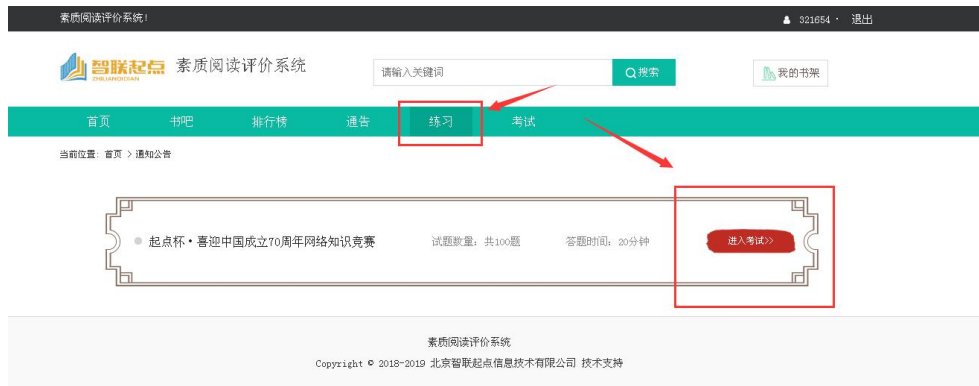 素质阅读评价系统!
321654 · 退出
智联起点 素质阅读评价系统
ZHILIANQIDIAN
请输入关键词
搜索
我的书架
首页 书吧 排行榜 通告 练习 考试
当前位置: 首页 > 通知公告
起点杯·喜迎中国成立70周年网络知识竞赛 试题数量: 共100题 答题时间: 20分钟 进入考试>>
素质阅读评价系统
Copyright © 2018-2019 北京智联起点信息技术有限公司 技术支持